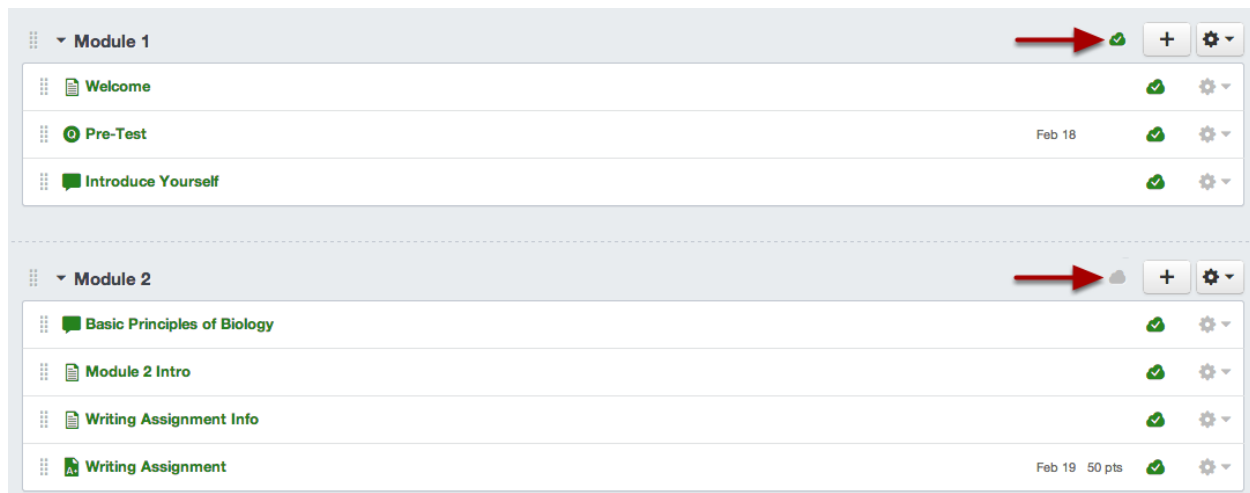 Module 1
Welcome
Pre-Test Feb 18
Introduce Yourself
Module 2
Basic Principles of Biology
Module 2 Intro
Writing Assignment Info
Writing Assignment Feb 19 50 pts